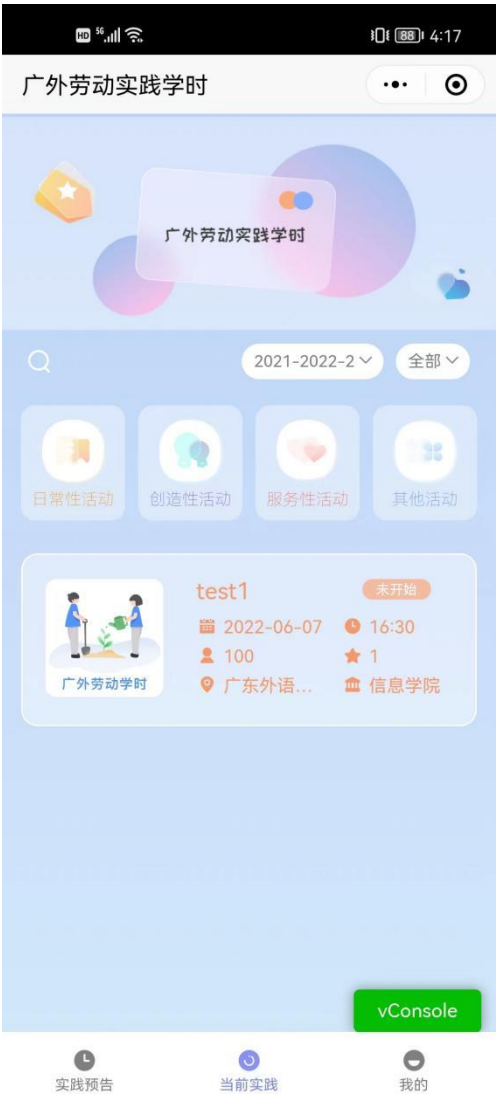 HD 5G 88 4:17
广外劳动实践学时
广外劳动实践学时
2021-2022-2 全部
日常性活动 创造性活动 服务性活动 其他活动
test1 未开始
2022-06-07 16:30
100 1
广外劳动学时 广东外语... 信息学院
vConsole
实践预告 当前实践 我的